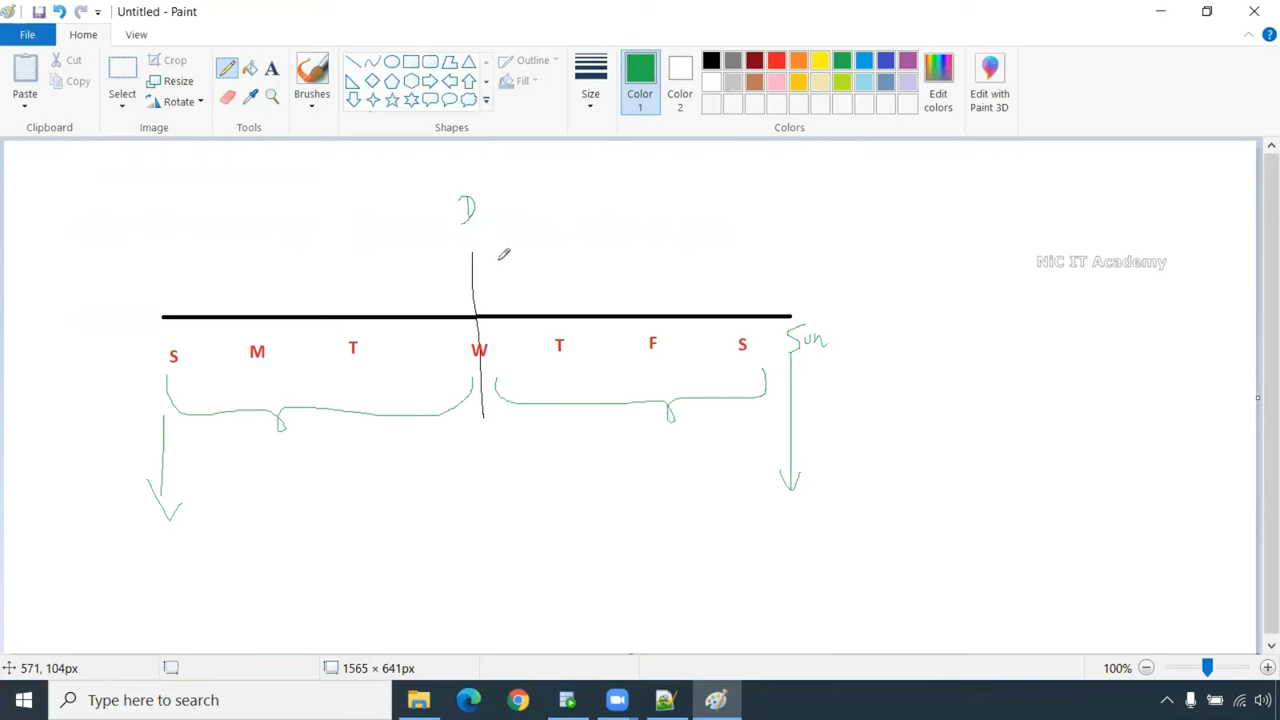 Untitled - Paint
File Home View
Paste
Cut
Copy
Clipboard
Select
Crop
Resize
Rotate
Image
A
Tools
Brushes
Outline
Fill
Shapes
Size
Color 1
Color 2
Edit colors
Colors
Edit with Paint 3D
D
NiC IT Academy
S M T W T F S Sun
571, 104px
1565 × 641px
100%
Type here to search